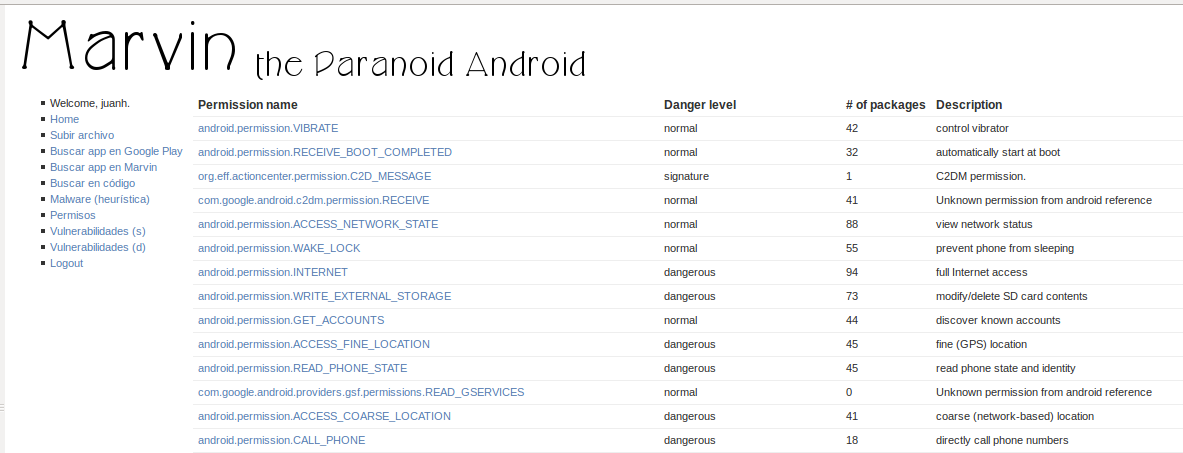 Marvin the Paranoid Android
Welcome, juanh.
Home
Subir archivo
Buscar app en Google Play
Buscar app en Marvin
Buscar en código
Malware (heurística)
Permisos
Vulnerabilidades (s)
Vulnerabilidades (d)
Logout
Permission name Danger level # of packages Description
android.permission.VIBRATE normal 42 control vibrator
android.permission.RECEIVE_BOOT_COMPLETED normal 32 automatically start at boot
org.eff.actioncenter.permission.C2D_MESSAGE signature 1 C2DM permission.
com.google.android.c2dm.permission.RECEIVE normal 41 Unknown permission from android reference
android.permission.ACCESS_NETWORK_STATE normal 88 view network status
android.permission.WAKE_LOCK normal 55 prevent phone from sleeping
android.permission.INTERNET dangerous 94 full Internet access
android.permission.WRITE_EXTERNAL_STORAGE dangerous 73 modify/delete SD card contents
android.permission.GET_ACCOUNTS normal 44 discover known accounts
android.permission.ACCESS_FINE_LOCATION dangerous 45 fine (GPS) location
android.permission.READ_PHONE_STATE dangerous 45 read phone state and identity
com.google.android.providers.gsf.permissions.READ_GSERVICES normal 0 Unknown permission from android reference
android.permission.ACCESS_COARSE_LOCATION dangerous 41 coarse (network-based) location
android.permission.CALL_PHONE dangerous 18 directly call phone numbers